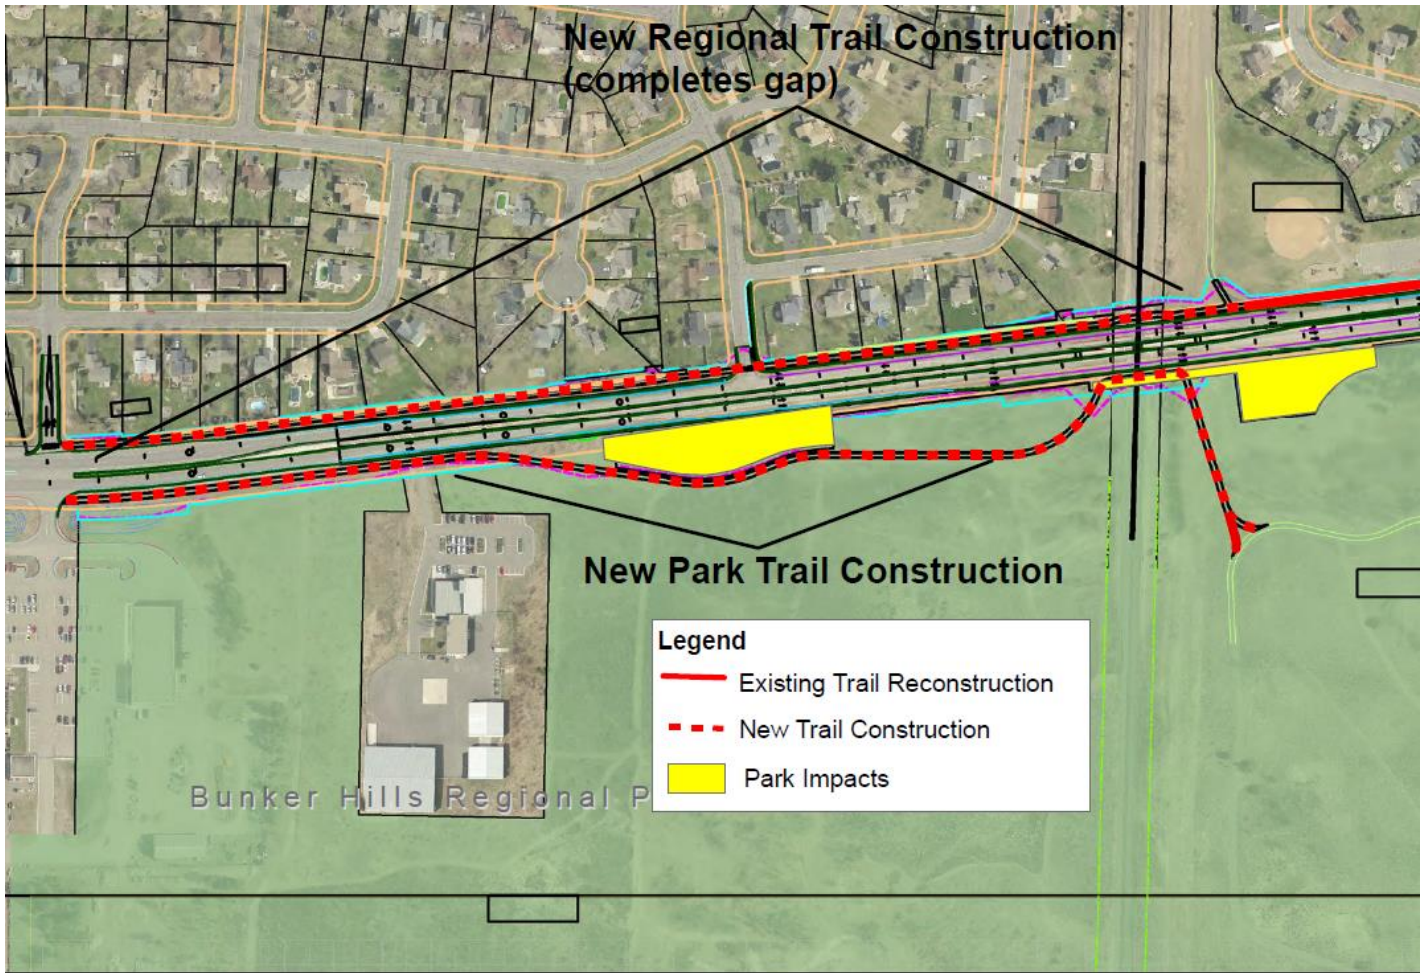 New Regional Trail Construction
(completes gap)
New Park Trail Construction
Legend
Existing Trail Reconstruction
New Trail Construction
Park Impacts
Bunker Hills Regional P